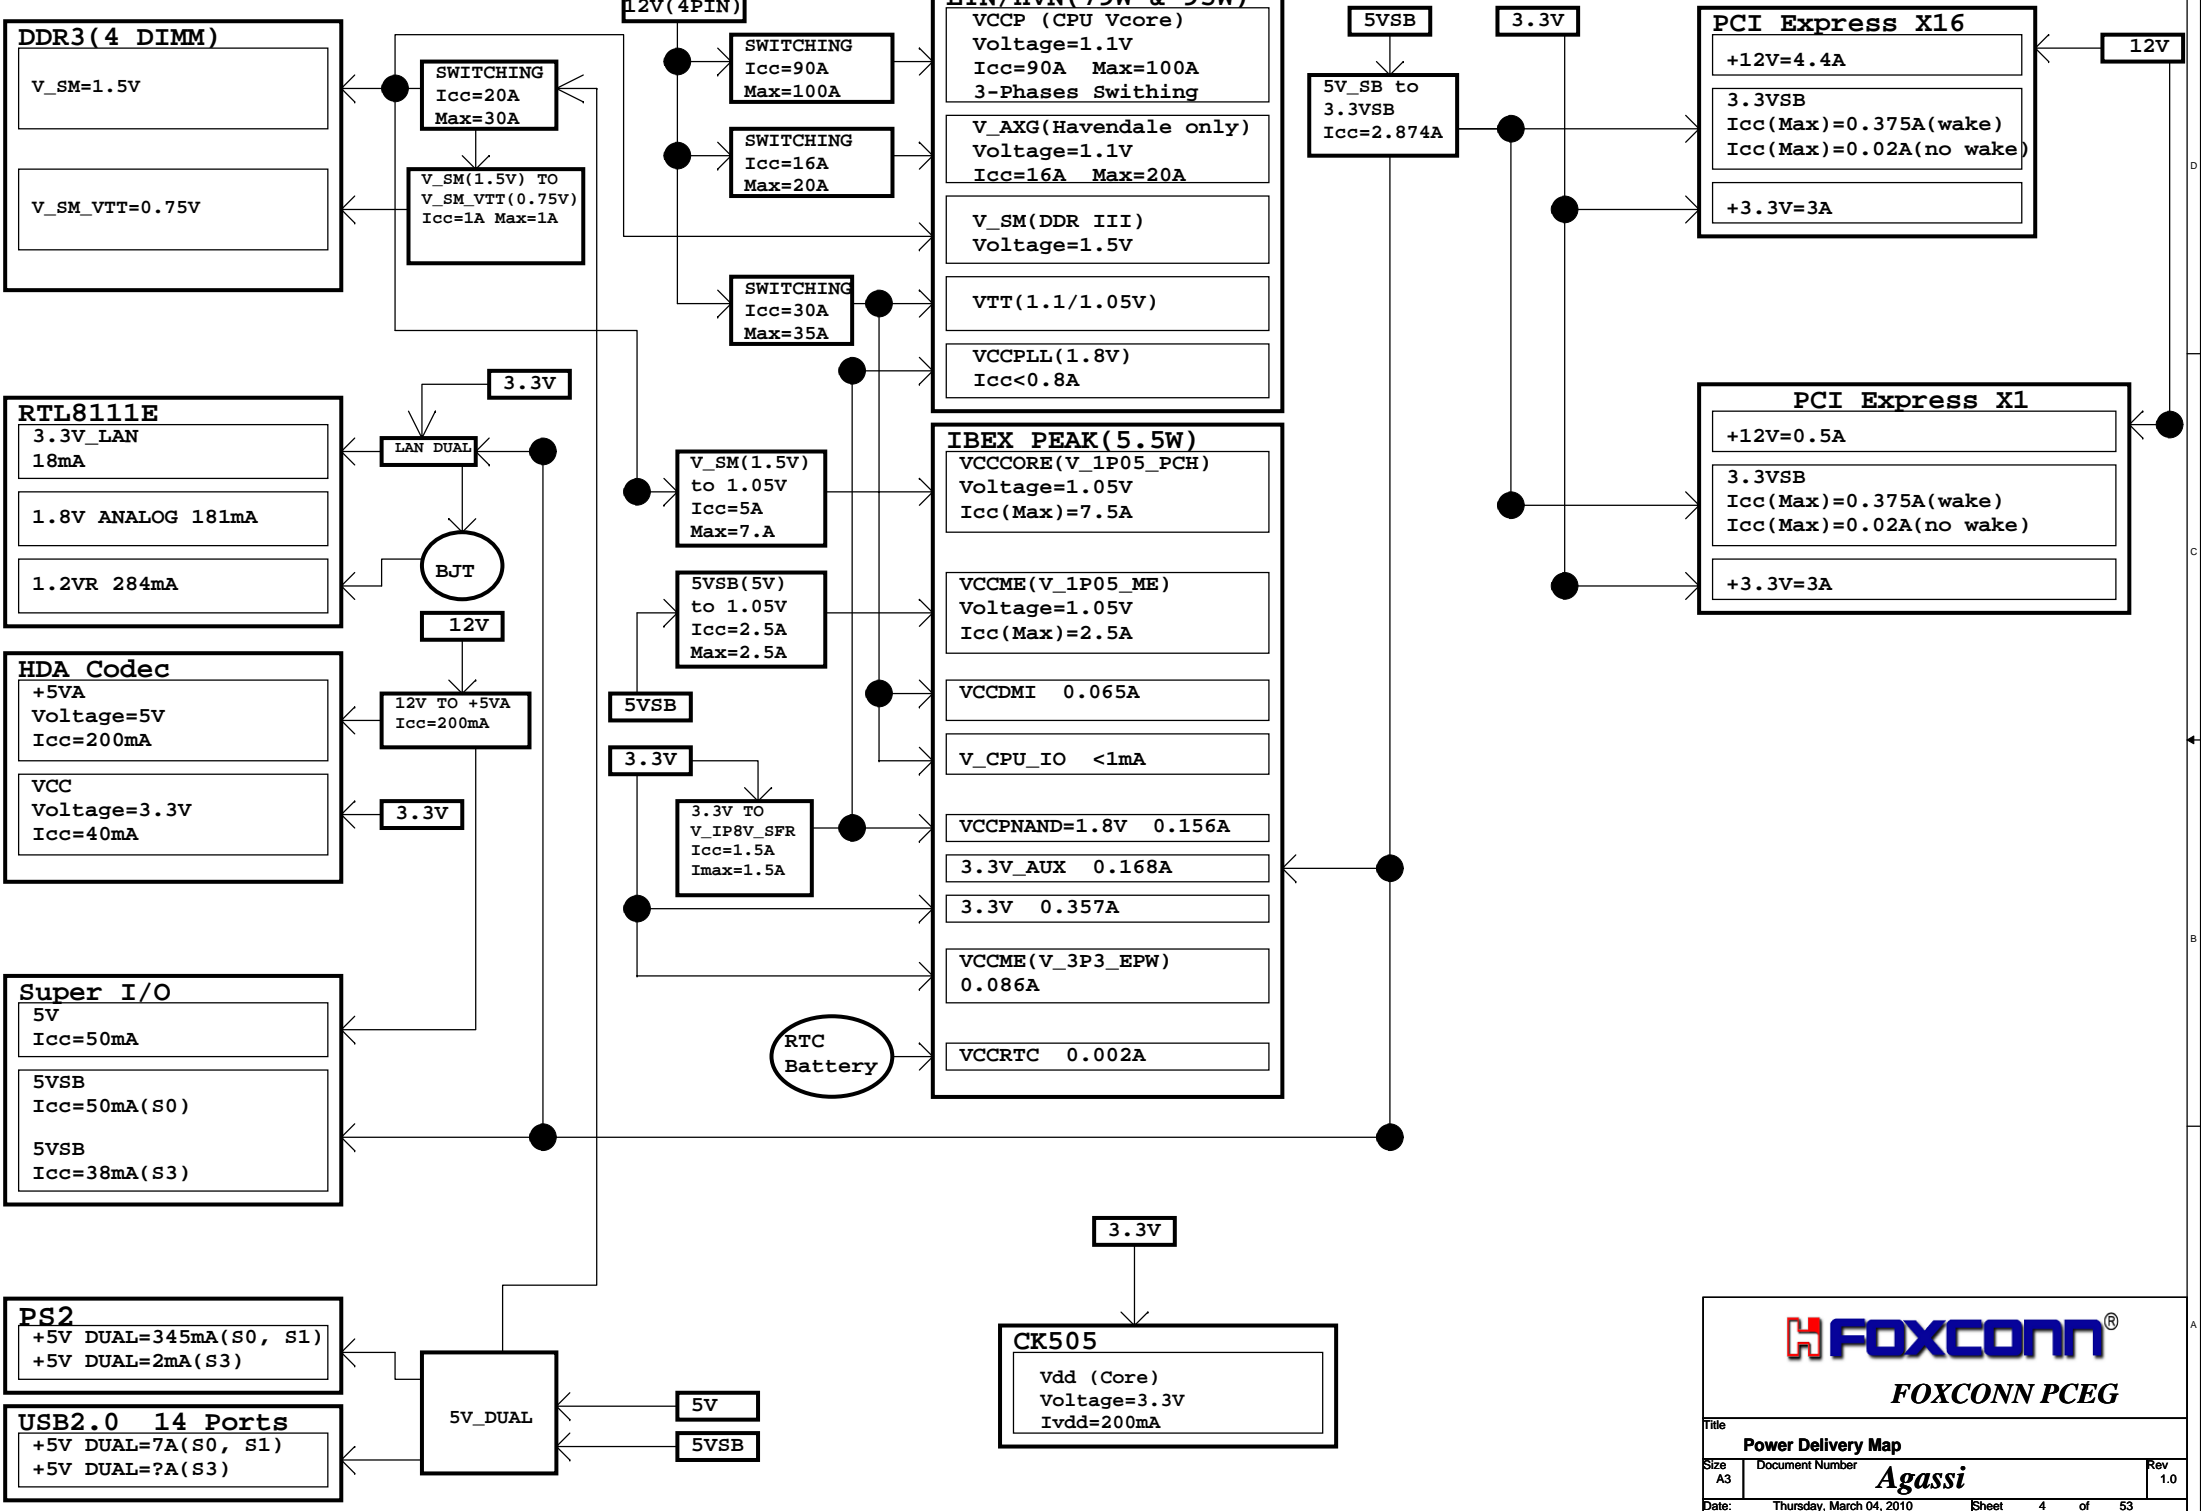 DDR3(4 DIMM)
V_SM=1.5V
V_SM_VTT=0.75V
SWITCHING
Icc=20A
Max=30A
V_SM(1.5V) TO
V_SM_VTT(0.75V)
Icc=1A Max=1A
RTL8111E
3.3V_LAN
18mA
1.8V ANALOG 181mA
1.2VR 284mA
3.3V
LAN DUAL
BJT
12V
HDA Codec
+5VA
Voltage=5V
Icc=200mA
VCC
Voltage=3.3V
Icc=40mA
12V TO +5VA
Icc=200mA
3.3V
Super I/O
5V
Icc=50mA
5VSB
Icc=50mA(S0)
5VSB
Icc=38mA(S3)
PS2
+5V DUAL=345mA(S0, S1)
+5V DUAL=2mA(S3)
USB2.0 14 Ports
+5V DUAL=7A(S0, S1)
+5V DUAL=?A(S3)
5V_DUAL
5V
5VSB
12V(4PIN)
SWITCHING
Icc=90A
Max=100A
SWITCHING
Icc=16A
Max=20A
SWITCHING
Icc=30A
Max=35A
V_SM(1.5V)
to 1.05V
Icc=5A
Max=7.A
5VSB(5V)
to 1.05V
Icc=2.5A
Max=2.5A
5VSB
3.3V
3.3V TO
V_IP8V_SFR
Icc=1.5A
Imax=1.5A
RTC
Battery
VCCP (CPU Vcore)
Voltage=1.1V
Icc=90A Max=100A
3-Phases Swithing
V_AXG(Havendale only)
Voltage=1.1V
Icc=16A Max=20A
V_SM(DDR III)
Voltage=1.5V
VTT(1.1/1.05V)
VCCPLL(1.8V)
Icc<0.8A
IBEX PEAK(5.5W)
VCCCORE(V_1P05_PCH)
Voltage=1.05V
Icc(Max)=7.5A
VCCME(V_1P05_ME)
Voltage=1.05V
Icc(Max)=2.5A
VCCDMI 0.065A
V_CPU_IO <1mA
VCCPNAND=1.8V 0.156A
3.3V_AUX 0.168A
3.3V 0.357A
VCCME(V_3P3_EPW)
0.086A
VCCRTC 0.002A
3.3V
CK505
Vdd (Core)
Voltage=3.3V
Ivdd=200mA
5VSB
5V_SB to
3.3VSB
Icc=2.874A
3.3V
PCI Express X16
+12V=4.4A
3.3VSB
Icc(Max)=0.375A(wake)
Icc(Max)=0.02A(no wake)
+3.3V=3A
12V
PCI Express X1
+12V=0.5A
3.3VSB
Icc(Max)=0.375A(wake)
Icc(Max)=0.02A(no wake)
+3.3V=3A
D
C
B
A
FOXCONN®
FOXCONN PCEG
Title
Power Delivery Map
Size
A3
Document Number
Agassi
Rev
1.0
Date: Thursday, March 04, 2010 Sheet 4 of 53